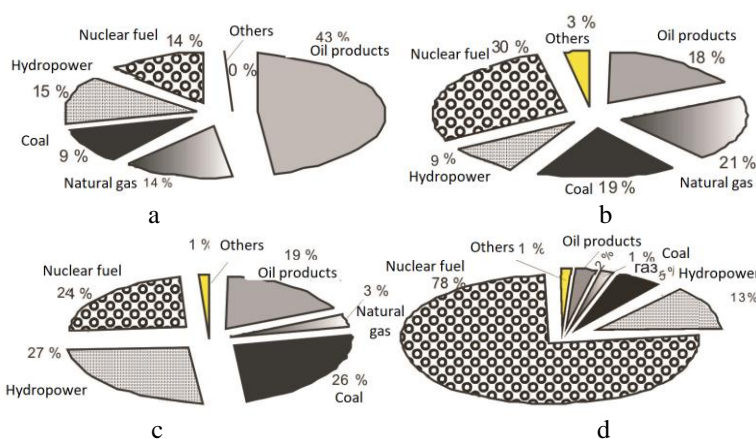 Nuclear fuel
14 %
Others
0 %
43 %
Oil products
Hydropower
15 %
Coal
9 %
Natural gas 14 %
a
Nuclear fuel
30 %
3 %
Others
Oil products
18 %
9 %
Hydropower
Coal 19 %
21 %
Natural gas
b
1 %
Others
Nuclear fuel
24 %
19 %
Oil products
3 %
Natural
gas
27 %
Hydropower
26 %
Coal
c
Others 1 %
Nuclear fuel
78 %
Oil products
2%
1 %
газ
Coal
5%
Hydropower
13%
d